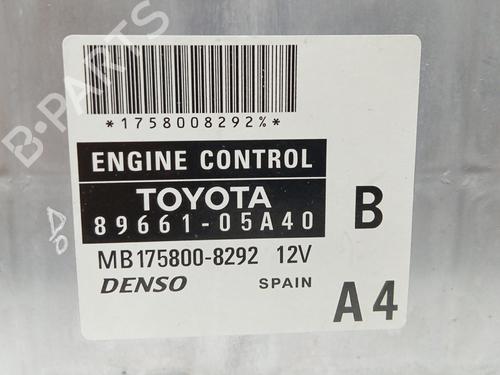 *1758008292%*
ENGINE CONTROL
TOYOTA
89661-05A40
B
MB175800-8292 12V
DENSO SPAIN
A4
B-PARTS